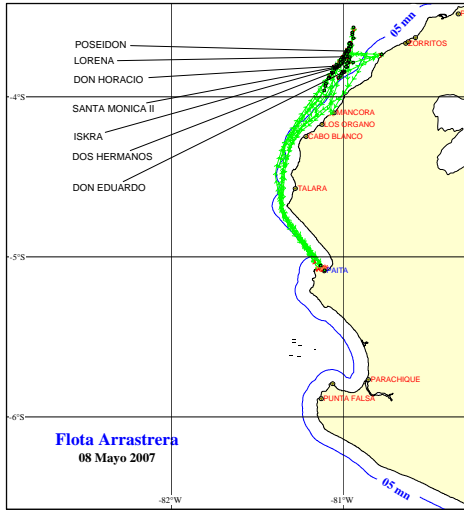 05 mn
ZORRITOS
POSEIDON
LORENA
DON HORACIO
SANTA MONICA II
ISKRA
DOS HERMANOS
DON EDUARDO
-4°S
MANCORA
LOS ORGANO
CABO BLANCO
TALARA
-5°S
PAITA
PARACHIQUE
PUNTA FALSA
-6°S
Flota Arrastrera
08 Mayo 2007
05 mn
-82°W
-81°W